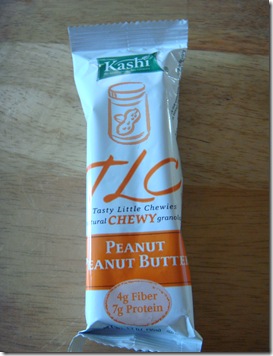 Kashi
TLC
Tasty Little Chewies
CHEWY
PEANUT
PEANUT BUTTER
4g Fiber
7g Protein